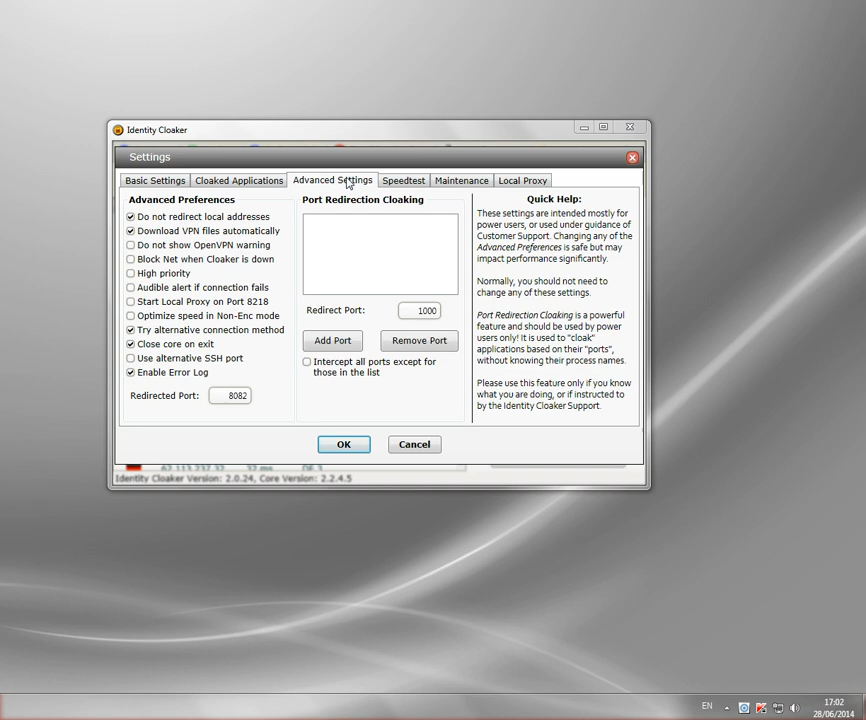 Identity Cloaker
Settings
Basic Settings
Cloaked Applications
Advanced Settings
Speedtest
Maintenance
Local Proxy
Advanced Preferences
Do not redirect local addresses
Download VPN files automatically
Do not show OpenVPN warning
Block Net when Cloaker is down
High priority
Audible alert if connection fails
Start Local Proxy on Port 8218
Optimize speed in Non-Enc mode
Try alternative connection method
Close core on exit
Use alternative SSH port
Enable Error Log
Redirected Port: 8082
Port Redirection Cloaking
Redirect Port: 1000
Add Port
Remove Port
Intercept all ports except for
those in the list
Quick Help:
These settings are intended mostly for
power users, or used under guidance of
Customer Support. Changing any of the
Advanced Preferences is safe but may
impact performance significantly.
Normally, you should not need to
change any of these settings.
Port Redirection Cloaking is a powerful
feature and should be used by power
users only! It is used to "cloak"
applications based on their "ports",
without knowing their process names.
Please use this feature only if you know
what you are doing, or if instructed to
by the Identity Cloaker Support.
OK
Cancel
62.113.237.32 32 ms DE 3
Identity Cloaker Version: 2.0.24, Core Version: 2.2.4.5
EN
17:02
28/06/2014